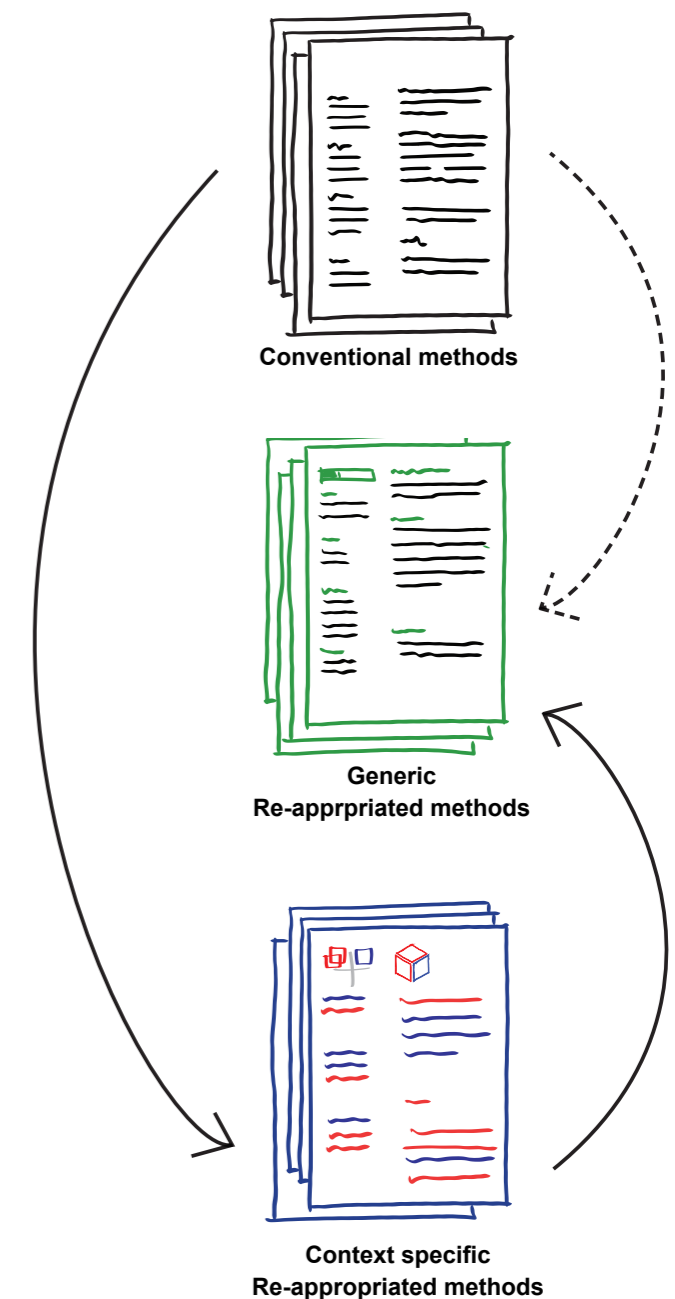 Conventional methods
Generic
Re-apprpriated methods
Context specific
Re-appropriated methods